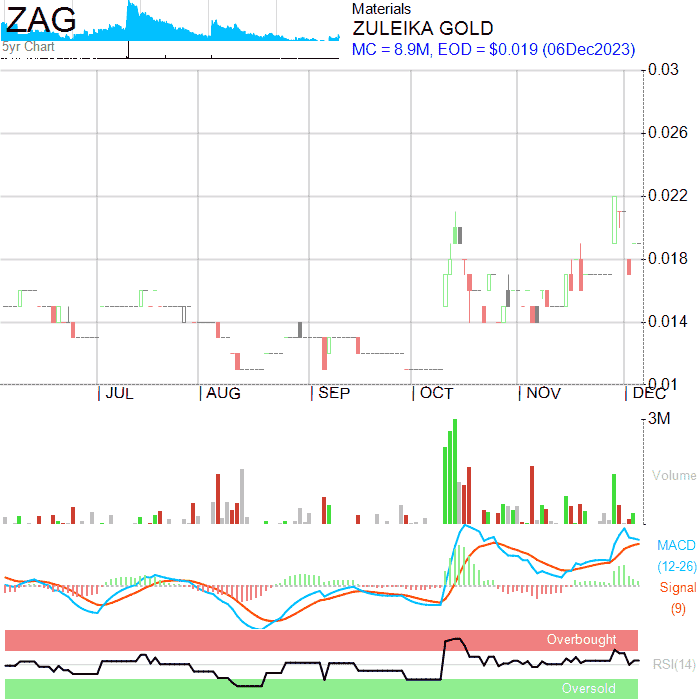 ZAG
5yr Chart
Materials
ZULEIKA GOLD
MC = 8.9M, EOD = $0.019 (06Dec2023)
0.03
0.026
0.022
0.018
0.014
0.01
JUL AUG SEP OCT NOV DEC
3M
Volume
MACD
(12-26)
Signal
(9)
Overbought
RSI(14)
Oversold